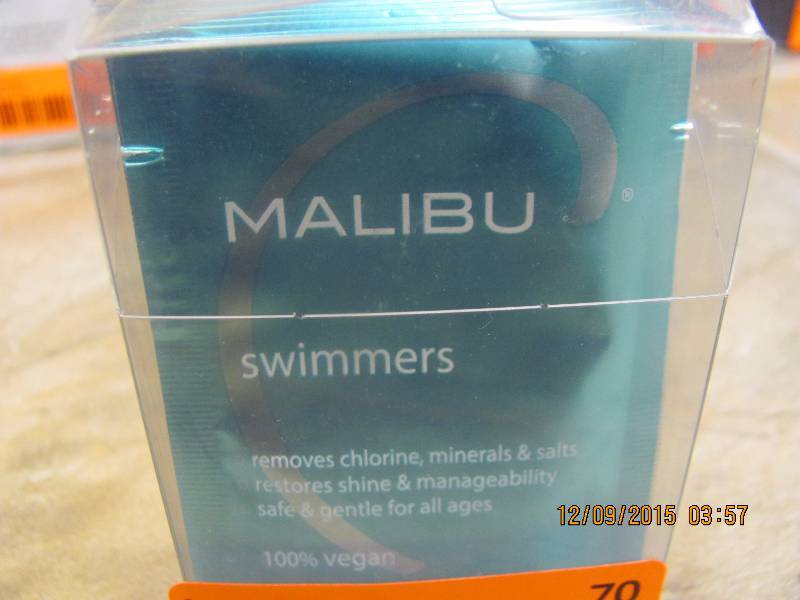 MALIBU ®
swimmers
removes chlorine, minerals & salts
restores shine & manageability
safe & gentle for all ages
100% vegan
12/09/2015 03:57
70